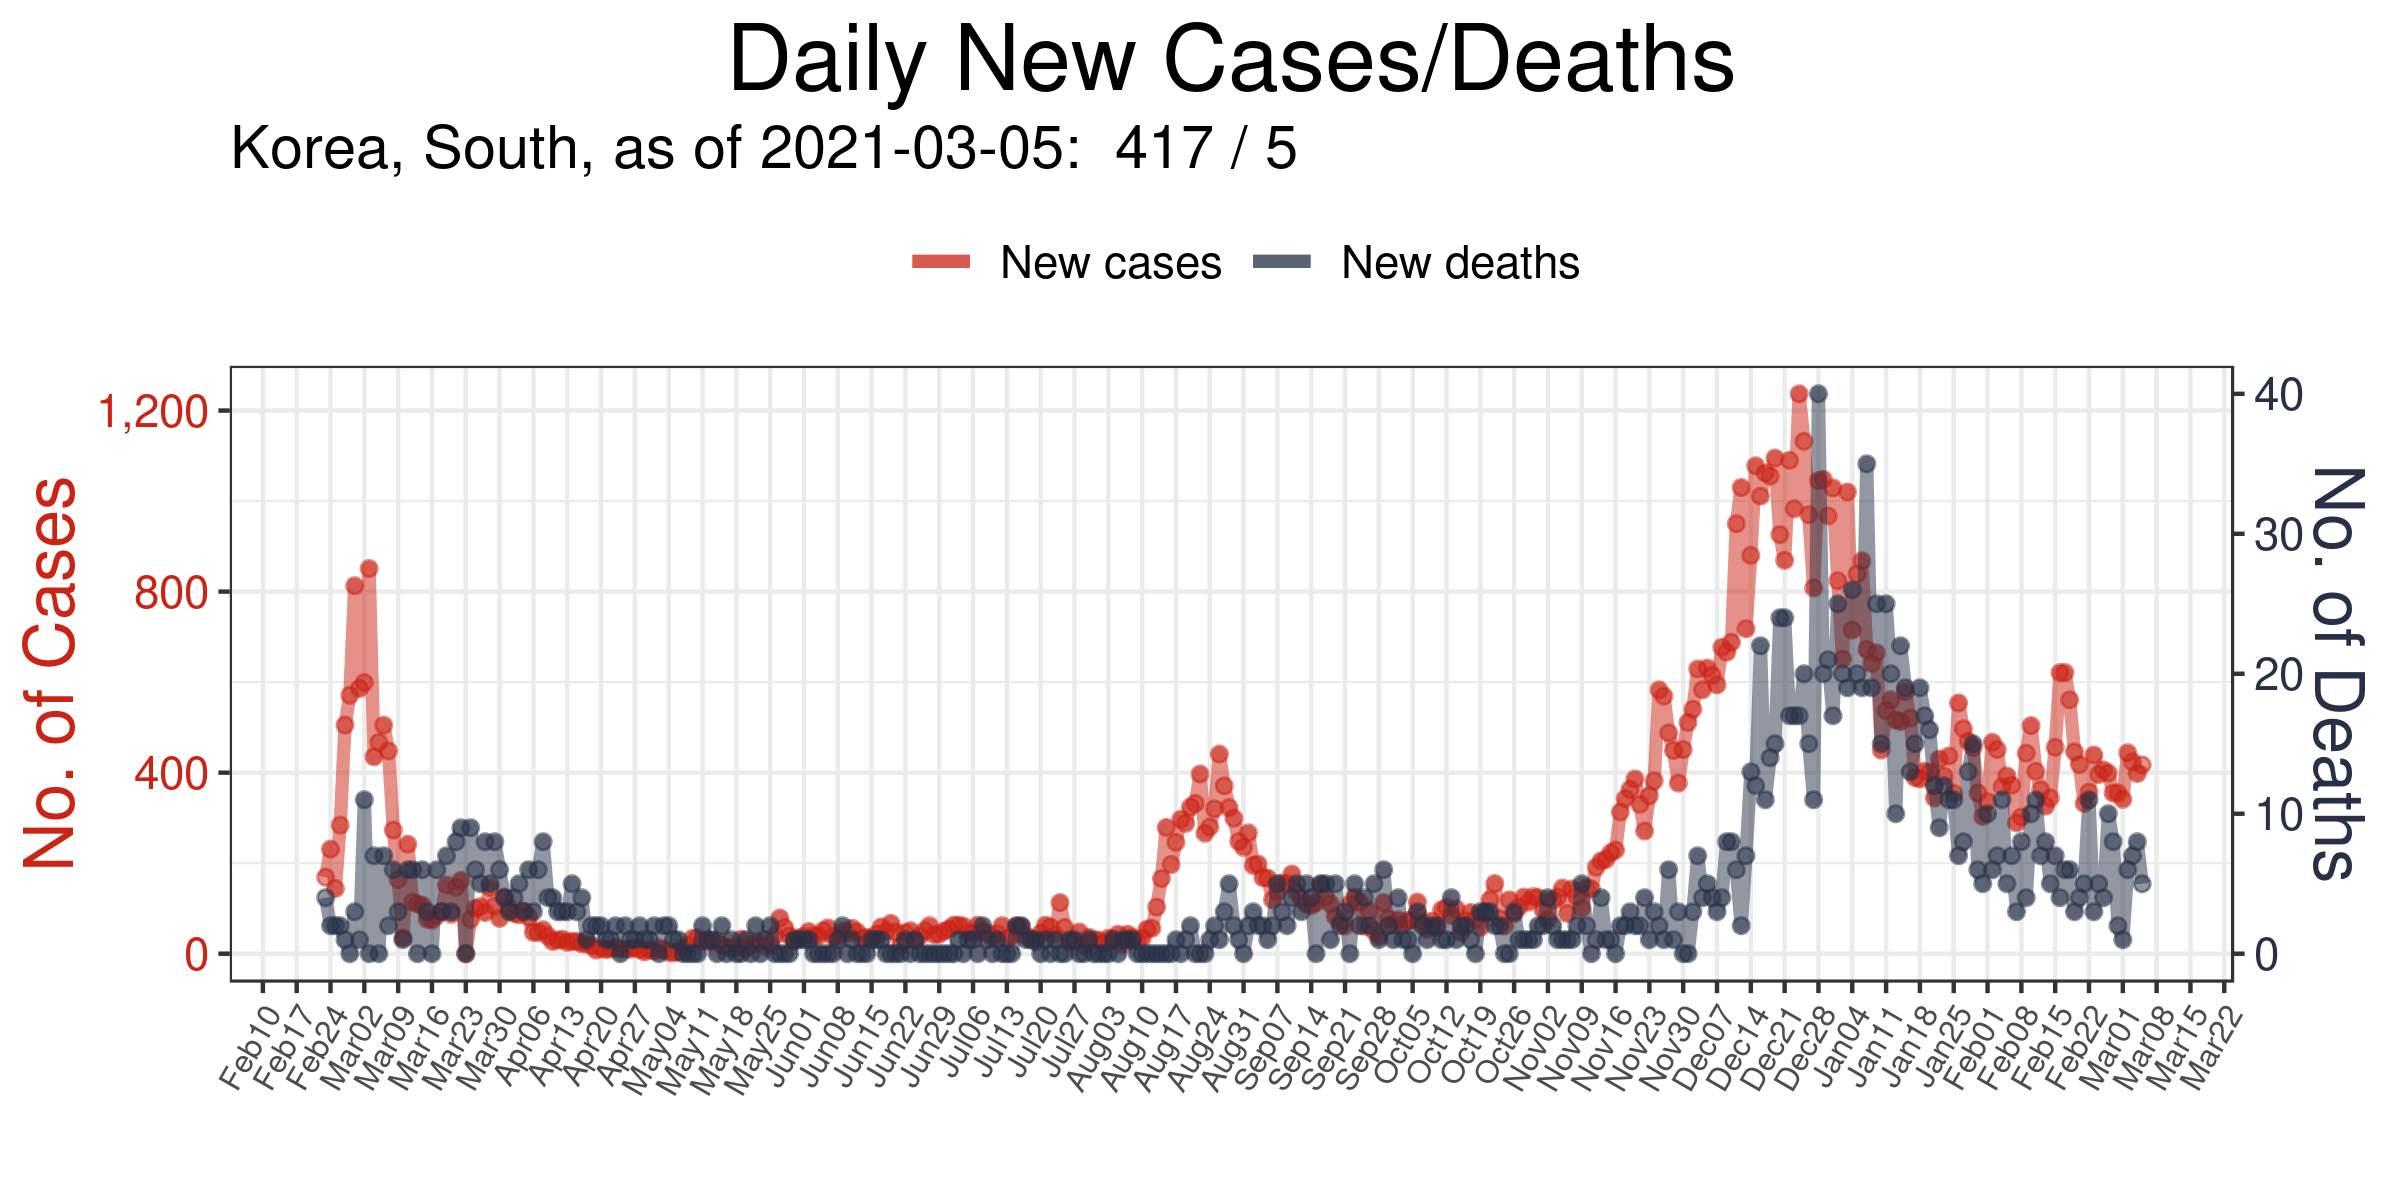 Daily New Cases/Deaths
Korea, South, as of 2021-03-05: 417 / 5
New cases
New deaths
No. of Cases
1,200
800
400
0
40
30
20
10
0
No. of Deaths
Feb10
Feb17
Feb24
Mar02
Mar09
Mar16
Mar23
Mar30
Apr06
Apr13
Apr20
Apr27
May04
May11
May18
May25
Jun01
Jun08
Jun15
Jun22
Jun29
Jul06
Jul13
Jul20
Jul27
Aug03
Aug10
Aug17
Aug24
Aug31
Sep07
Sep14
Sep21
Sep28
Oct05
Oct12
Oct19
Oct26
Nov02
Nov09
Nov16
Nov23
Nov30
Dec07
Dec14
Dec21
Dec28
Jan04
Jan11
Jan18
Jan25
Feb01
Feb08
Feb15
Feb22
Mar01
Mar08
Mar15
Mar22